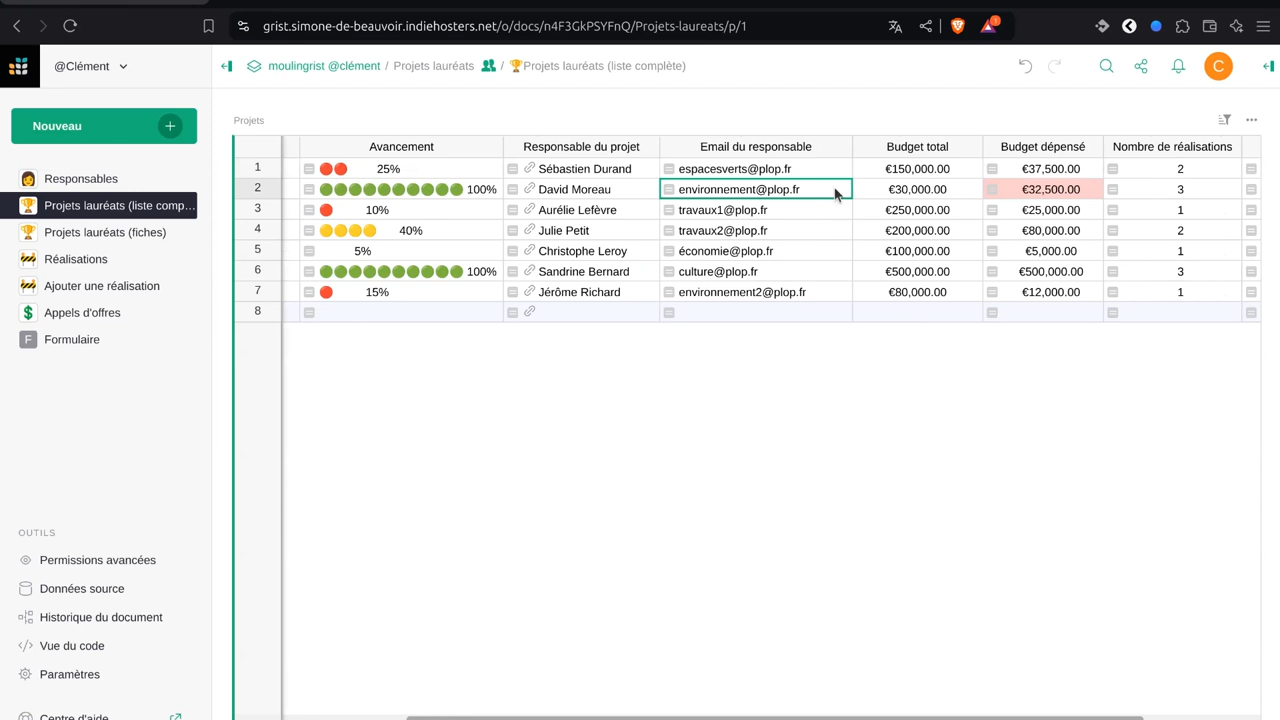 grist.simone-de-beauvoir.indiehosters.net/o/docs/n4F3GkPSYFnQ/Projets-laureats/p/1
1
@Clément
moulingrist @clément / Projets lauréats / 🏆Projets lauréats (liste complète)
C
Nouveau +
Responsables
Projets lauréats (liste comp...
Projets lauréats (fiches)
Réalisations
Ajouter une réalisation
Appels d'offres
F Formulaire
OUTILS
Permissions avancées
Données source
Historique du document
Vue du code
Paramètres
Centre d'aide
Projets
Avancement Responsable du projet Email du responsable Budget total Budget dépensé Nombre de réalisations
1 🔴🔴 25% Sébastien Durand espacesverts@plop.fr €150,000.00 €37,500.00 2
2 🟢🟢🟢🟢🟢🟢🟢🟢🟢🟢 100% David Moreau environnement@plop.fr €30,000.00 €32,500.00 3
3 🔴 10% Aurélie Lefèvre travaux1@plop.fr €250,000.00 €25,000.00 1
4 🟡🟡🟡🟡 40% Julie Petit travaux2@plop.fr €200,000.00 €80,000.00 2
5 5% Christophe Leroy économie@plop.fr €100,000.00 €5,000.00 1
6 🟢🟢🟢🟢🟢🟢🟢🟢🟢🟢 100% Sandrine Bernard culture@plop.fr €500,000.00 €500,000.00 3
7 🔴 15% Jérôme Richard environnement2@plop.fr €80,000.00 €12,000.00 1
8